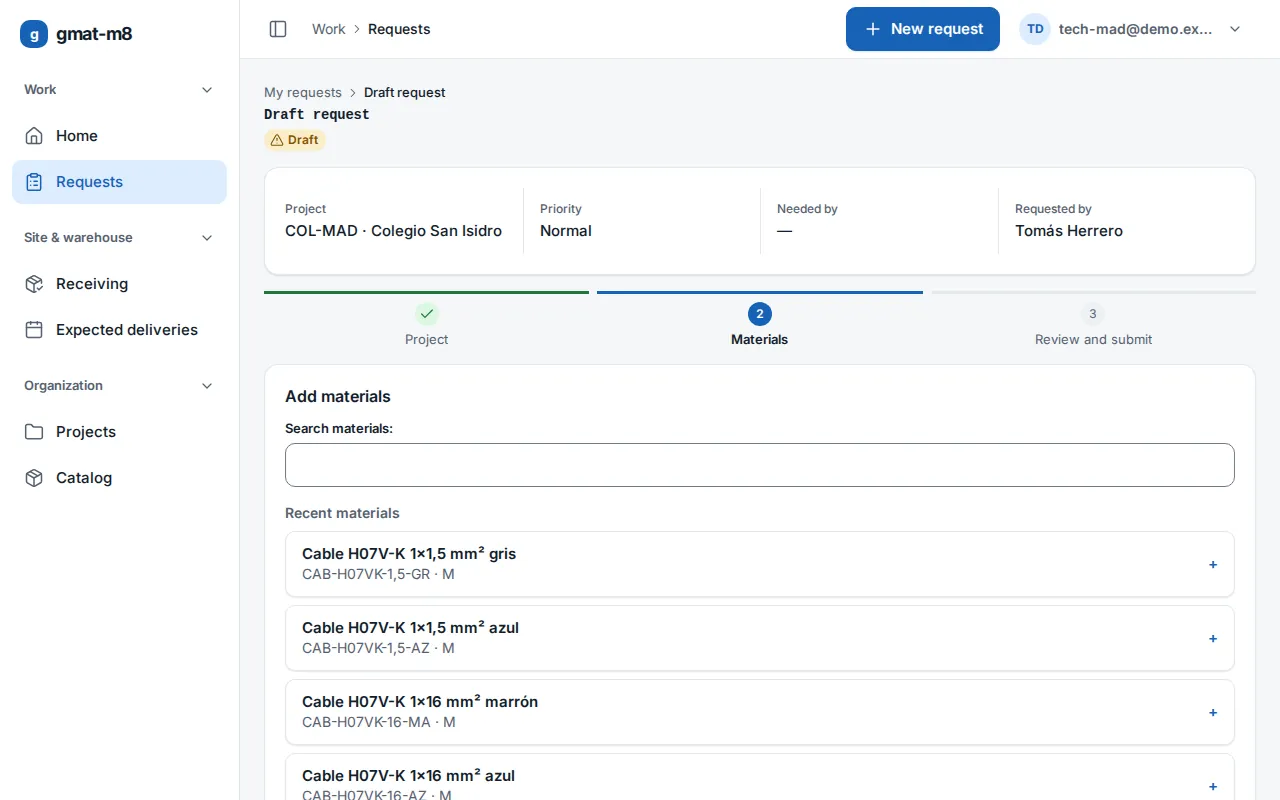 g gmat-m8
Work
Home
Requests
Site & warehouse
Receiving
Expected deliveries
Organization
Projects
Catalog
Work > Requests
+ New request
TD tech-mad@demo.ex...
My requests > Draft request
Draft request
Draft
Project
COL-MAD · Colegio San Isidro
Priority
Normal
Needed by
—
Requested by
Tomás Herrero
Project
2
Materials
3
Review and submit
Add materials
Search materials:
Recent materials
Cable H07V-K 1×1,5 mm² gris
CAB-H07VK-1,5-GR · M
+
Cable H07V-K 1×1,5 mm² azul
CAB-H07VK-1,5-AZ · M
+
Cable H07V-K 1×16 mm² marrón
CAB-H07VK-16-MA · M
+
Cable H07V-K 1×16 mm² azul
CAB-H07VK-16-AZ · M
+